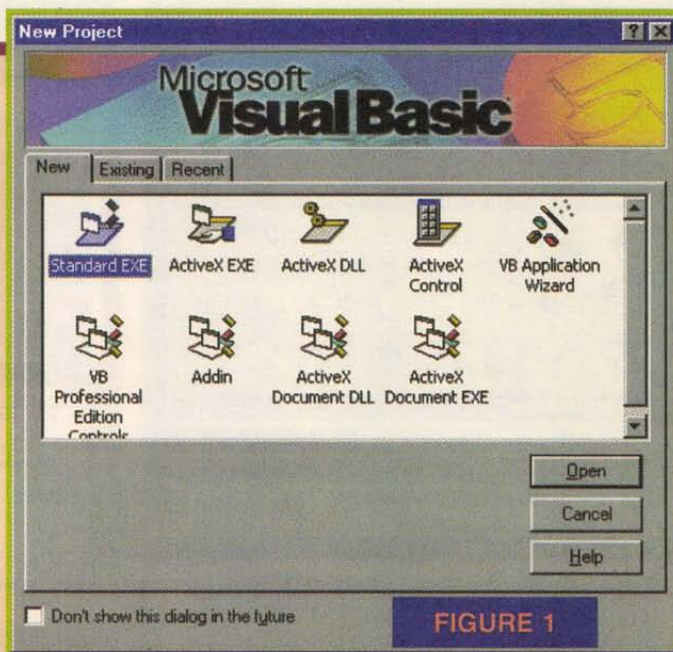 New Project
Microsoft
Visual Basic
New Existing Recent
Standard EXE
ActiveX EXE
ActiveX DLL
ActiveX
Control
VB Application
Wizard
VB
Professional
Edition
Controls
Addin
ActiveX
Document DLL
ActiveX
Document EXE
Open
Cancel
Help
Don't show this dialog in the future
FIGURE 1